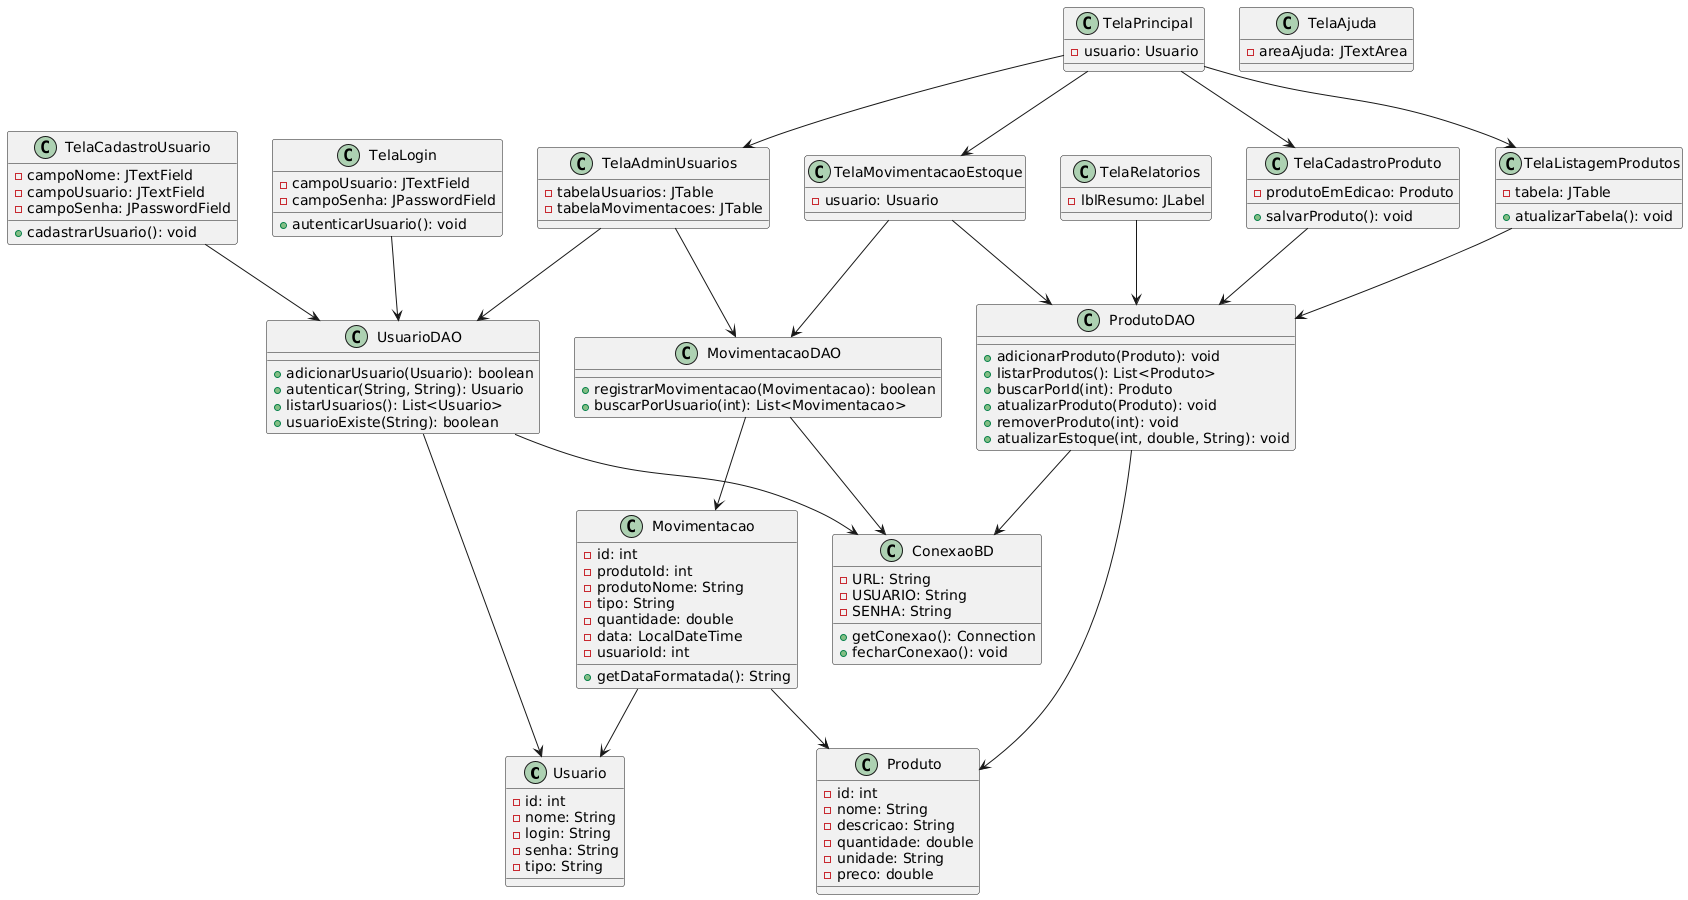 C TelaPrincipal
usuario: Usuario
C TelaAjuda
areaAjuda: JTextArea
C TelaCadastroUsuario
campoNome: JTextField
campoUsuario: JTextField
campoSenha: JPasswordField
cadastrarUsuario(): void
C TelaLogin
campoUsuario: JTextField
campoSenha: JPasswordField
autenticarUsuario(): void
C TelaAdminUsuarios
tabelaUsuarios: JTable
tabelaMovimentacoes: JTable
C TelaMovimentacaoEstoque
usuario: Usuario
C TelaRelatorios
lblResumo: JLabel
C TelaCadastroProduto
produtoEmEdicao: Produto
salvarProduto(): void
C TelaListagemProdutos
tabela: JTable
atualizarTabela(): void
C UsuarioDAO
adicionarUsuario(Usuario): boolean
autenticar(String, String): Usuario
listarUsuarios(): List<Usuario>
usuarioExiste(String): boolean
C MovimentacaoDAO
registrarMovimentacao(Movimentacao): boolean
buscarPorUsuario(int): List<Movimentacao>
C ProdutoDAO
adicionarProduto(Produto): void
listarProdutos(): List<Produto>
buscarPorId(int): Produto
atualizarProduto(Produto): void
removerProduto(int): void
atualizarEstoque(int, double, String): void
C Movimentacao
id: int
produtoId: int
produtoNome: String
tipo: String
quantidade: double
data: LocalDateTime
usuarioId: int
getDataFormatada(): String
C ConexaoBD
URL: String
USUARIO: String
SENHA: String
getConexao(): Connection
fecharConexao(): void
C Usuario
id: int
nome: String
login: String
senha: String
tipo: String
C Produto
id: int
nome: String
descricao: String
quantidade: double
unidade: String
preco: double